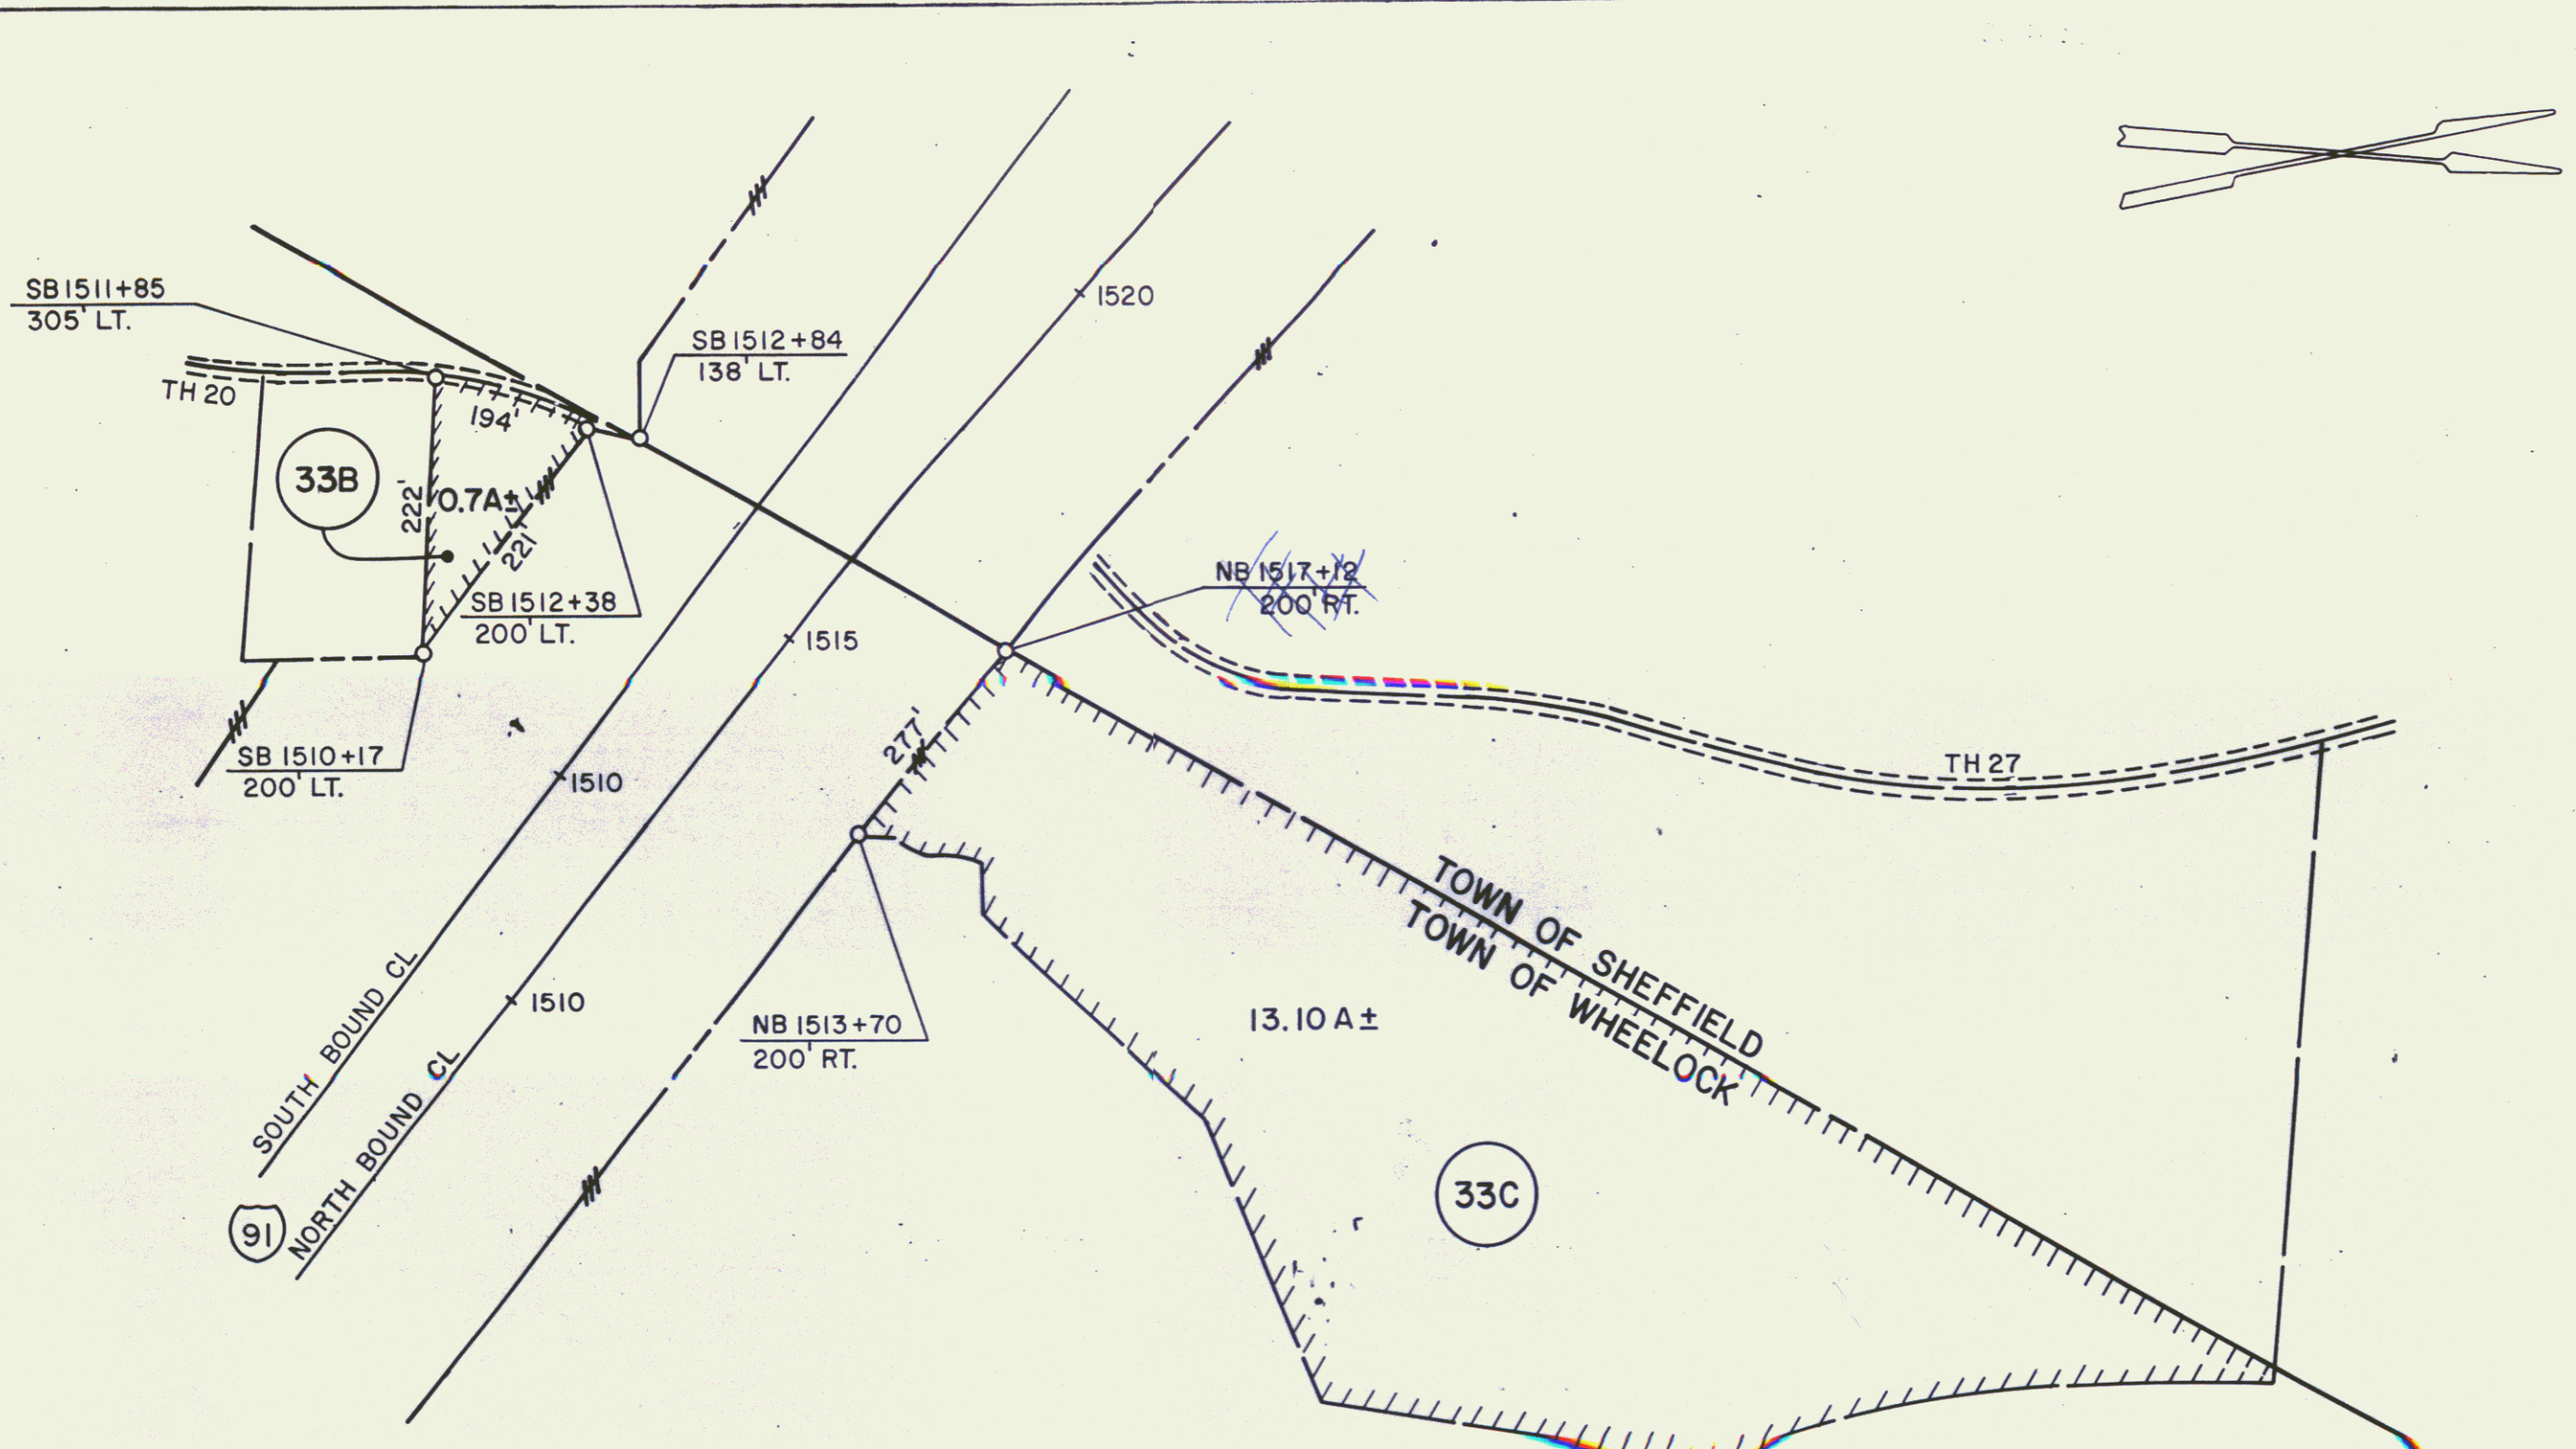 SB 1511+85
305' LT.
SB 1512+84
138' LT.
1520
TH 20
194'
33B
222'
0.7A±
221'
NB 1517+12
200' RT.
SB 1512+38
200' LT.
1515
277'
SB 1510+17
200' LT.
1510
TH 27
TOWN OF SHEFFIELD
TOWN OF WHEELOCK
SOUTH BOUND CL
1510
NB 1513+70
200' RT.
13.10 A±
NORTH BOUND CL
33C
91